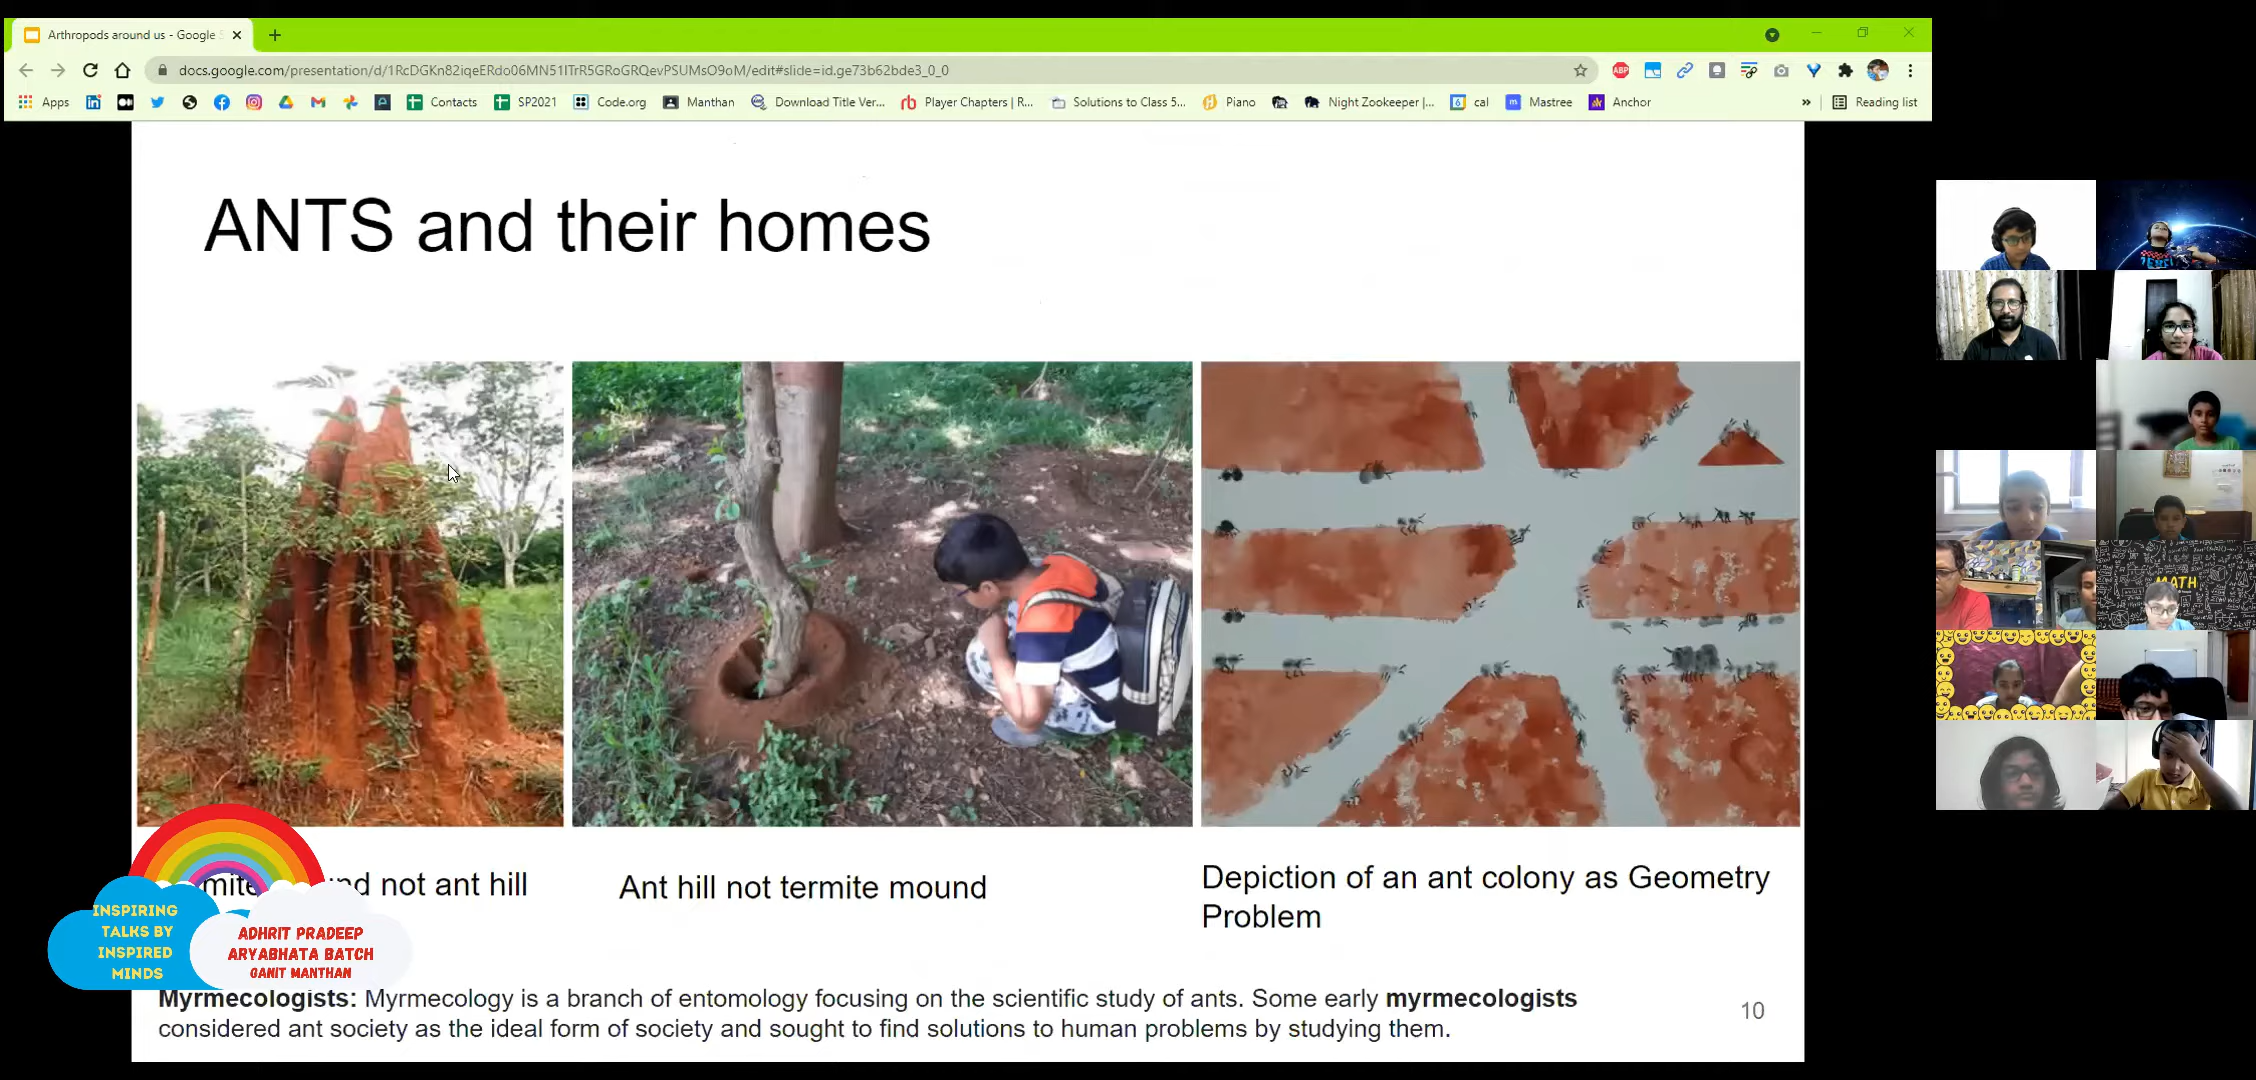 Arthropods around us - Google S
docs.google.com/presentation/d/1RcDGKn82iqeERdo06MN51ITrR5GRoGRQevPSUMsO9oM/edit#slide=id.ge73b62bde3_0_0
ABP
Apps Contacts SP2021 Code.org Manthan Download Title Ver... Player Chapters | R... Solutions to Class 5... Piano Night Zookeeper |... cal Mastree Anchor » Reading list
ANTS and their homes
not ant hill
Ant hill not termite mound
Depiction of an ant colony as Geometry
Problem
INSPIRING
TALKS BY
INSPIRED
MINDS
ADHRIT PRADEEP
ARYABHATA BATCH
GANIT MANTHAN
Myrmecologists: Myrmecology is a branch of entomology focusing on the scientific study of ants. Some early myrmecologists
considered ant society as the ideal form of society and sought to find solutions to human problems by studying them.
10
MATH